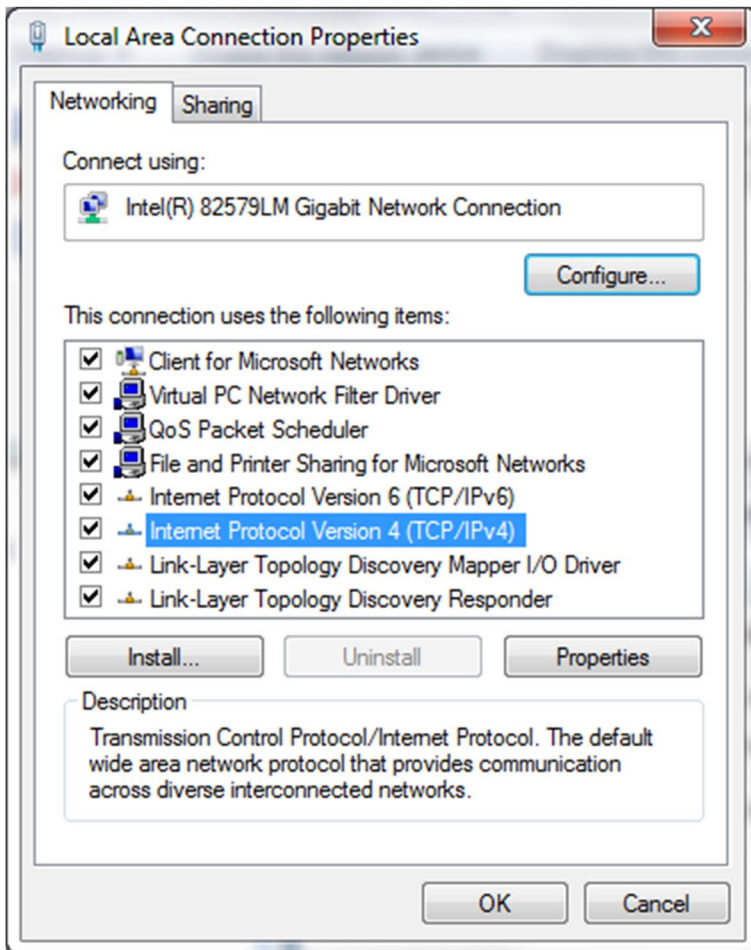 Local Area Connection Properties
Networking
Sharing
Connect using:
Intel(R) 82579LM Gigabit Network Connection
Configure...
This connection uses the following items:
Client for Microsoft Networks
Virtual PC Network Filter Driver
QoS Packet Scheduler
File and Printer Sharing for Microsoft Networks
Internet Protocol Version 6 (TCP/IPv6)
Internet Protocol Version 4 (TCP/IPv4)
Link-Layer Topology Discovery Mapper I/O Driver
Link-Layer Topology Discovery Responder
Install...
Uninstall
Properties
Description
Transmission Control Protocol/Internet Protocol. The default
wide area network protocol that provides communication
across diverse interconnected networks.
OK
Cancel